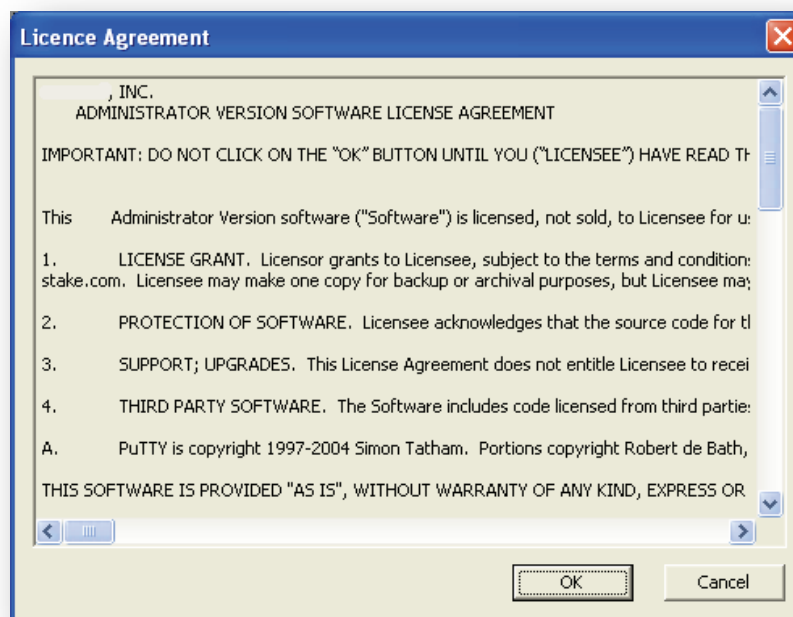 Licence Agreement
, INC.
ADMINISTRATOR VERSION SOFTWARE LICENSE AGREEMENT
IMPORTANT: DO NOT CLICK ON THE "OK" BUTTON UNTIL YOU ("LICENSEE") HAVE READ TH
This Administrator Version software ("Software") is licensed, not sold, to Licensee for u
1. LICENSE GRANT. Licensor grants to Licensee, subject to the terms and condition
stake.com. Licensee may make one copy for backup or archival purposes, but Licensee may
2. PROTECTION OF SOFTWARE. Licensee acknowledges that the source code for t
3. SUPPORT; UPGRADES. This License Agreement does not entitle Licensee to recei
4. THIRD PARTY SOFTWARE. The Software includes code licensed from third partie
A. PuTTY is copyright 1997-2004 Simon Tatham. Portions copyright Robert de Bath,
THIS SOFTWARE IS PROVIDED "AS IS", WITHOUT WARRANTY OF ANY KIND, EXPRESS OR
OK Cancel